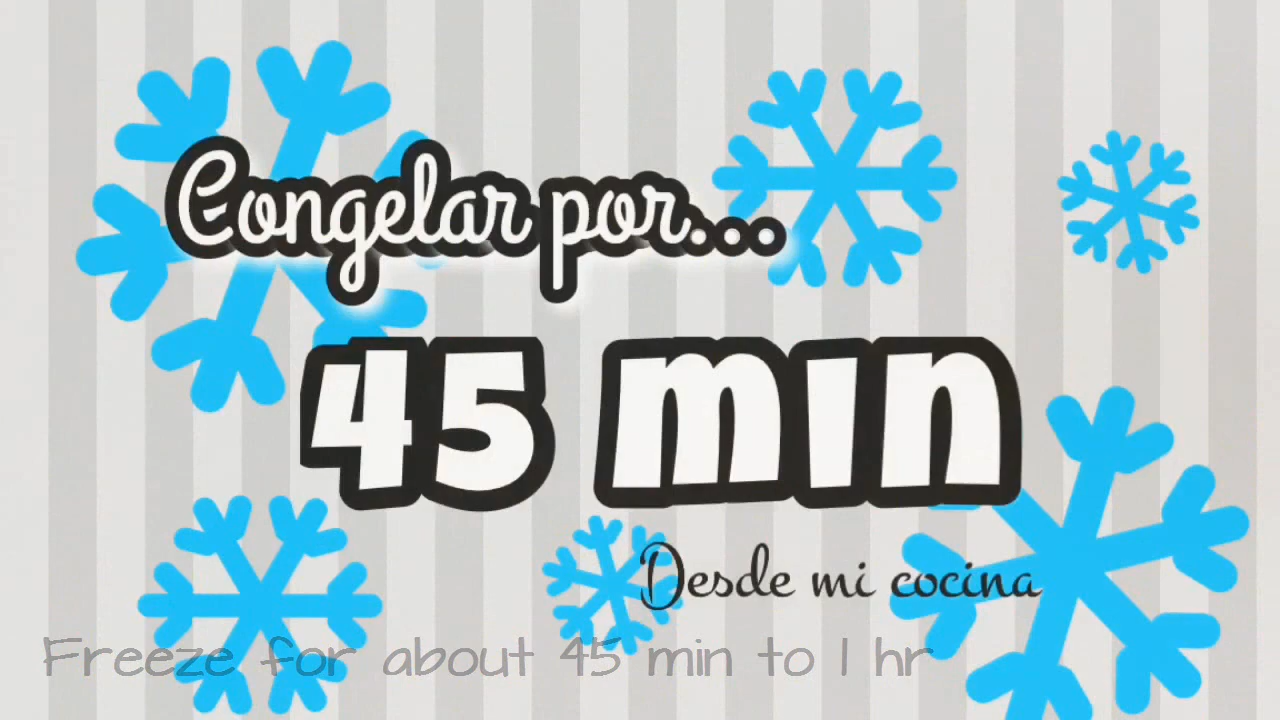 Congelar por...
45 min
Desde mi cocina
Freeze for about 45 min to 1 hr